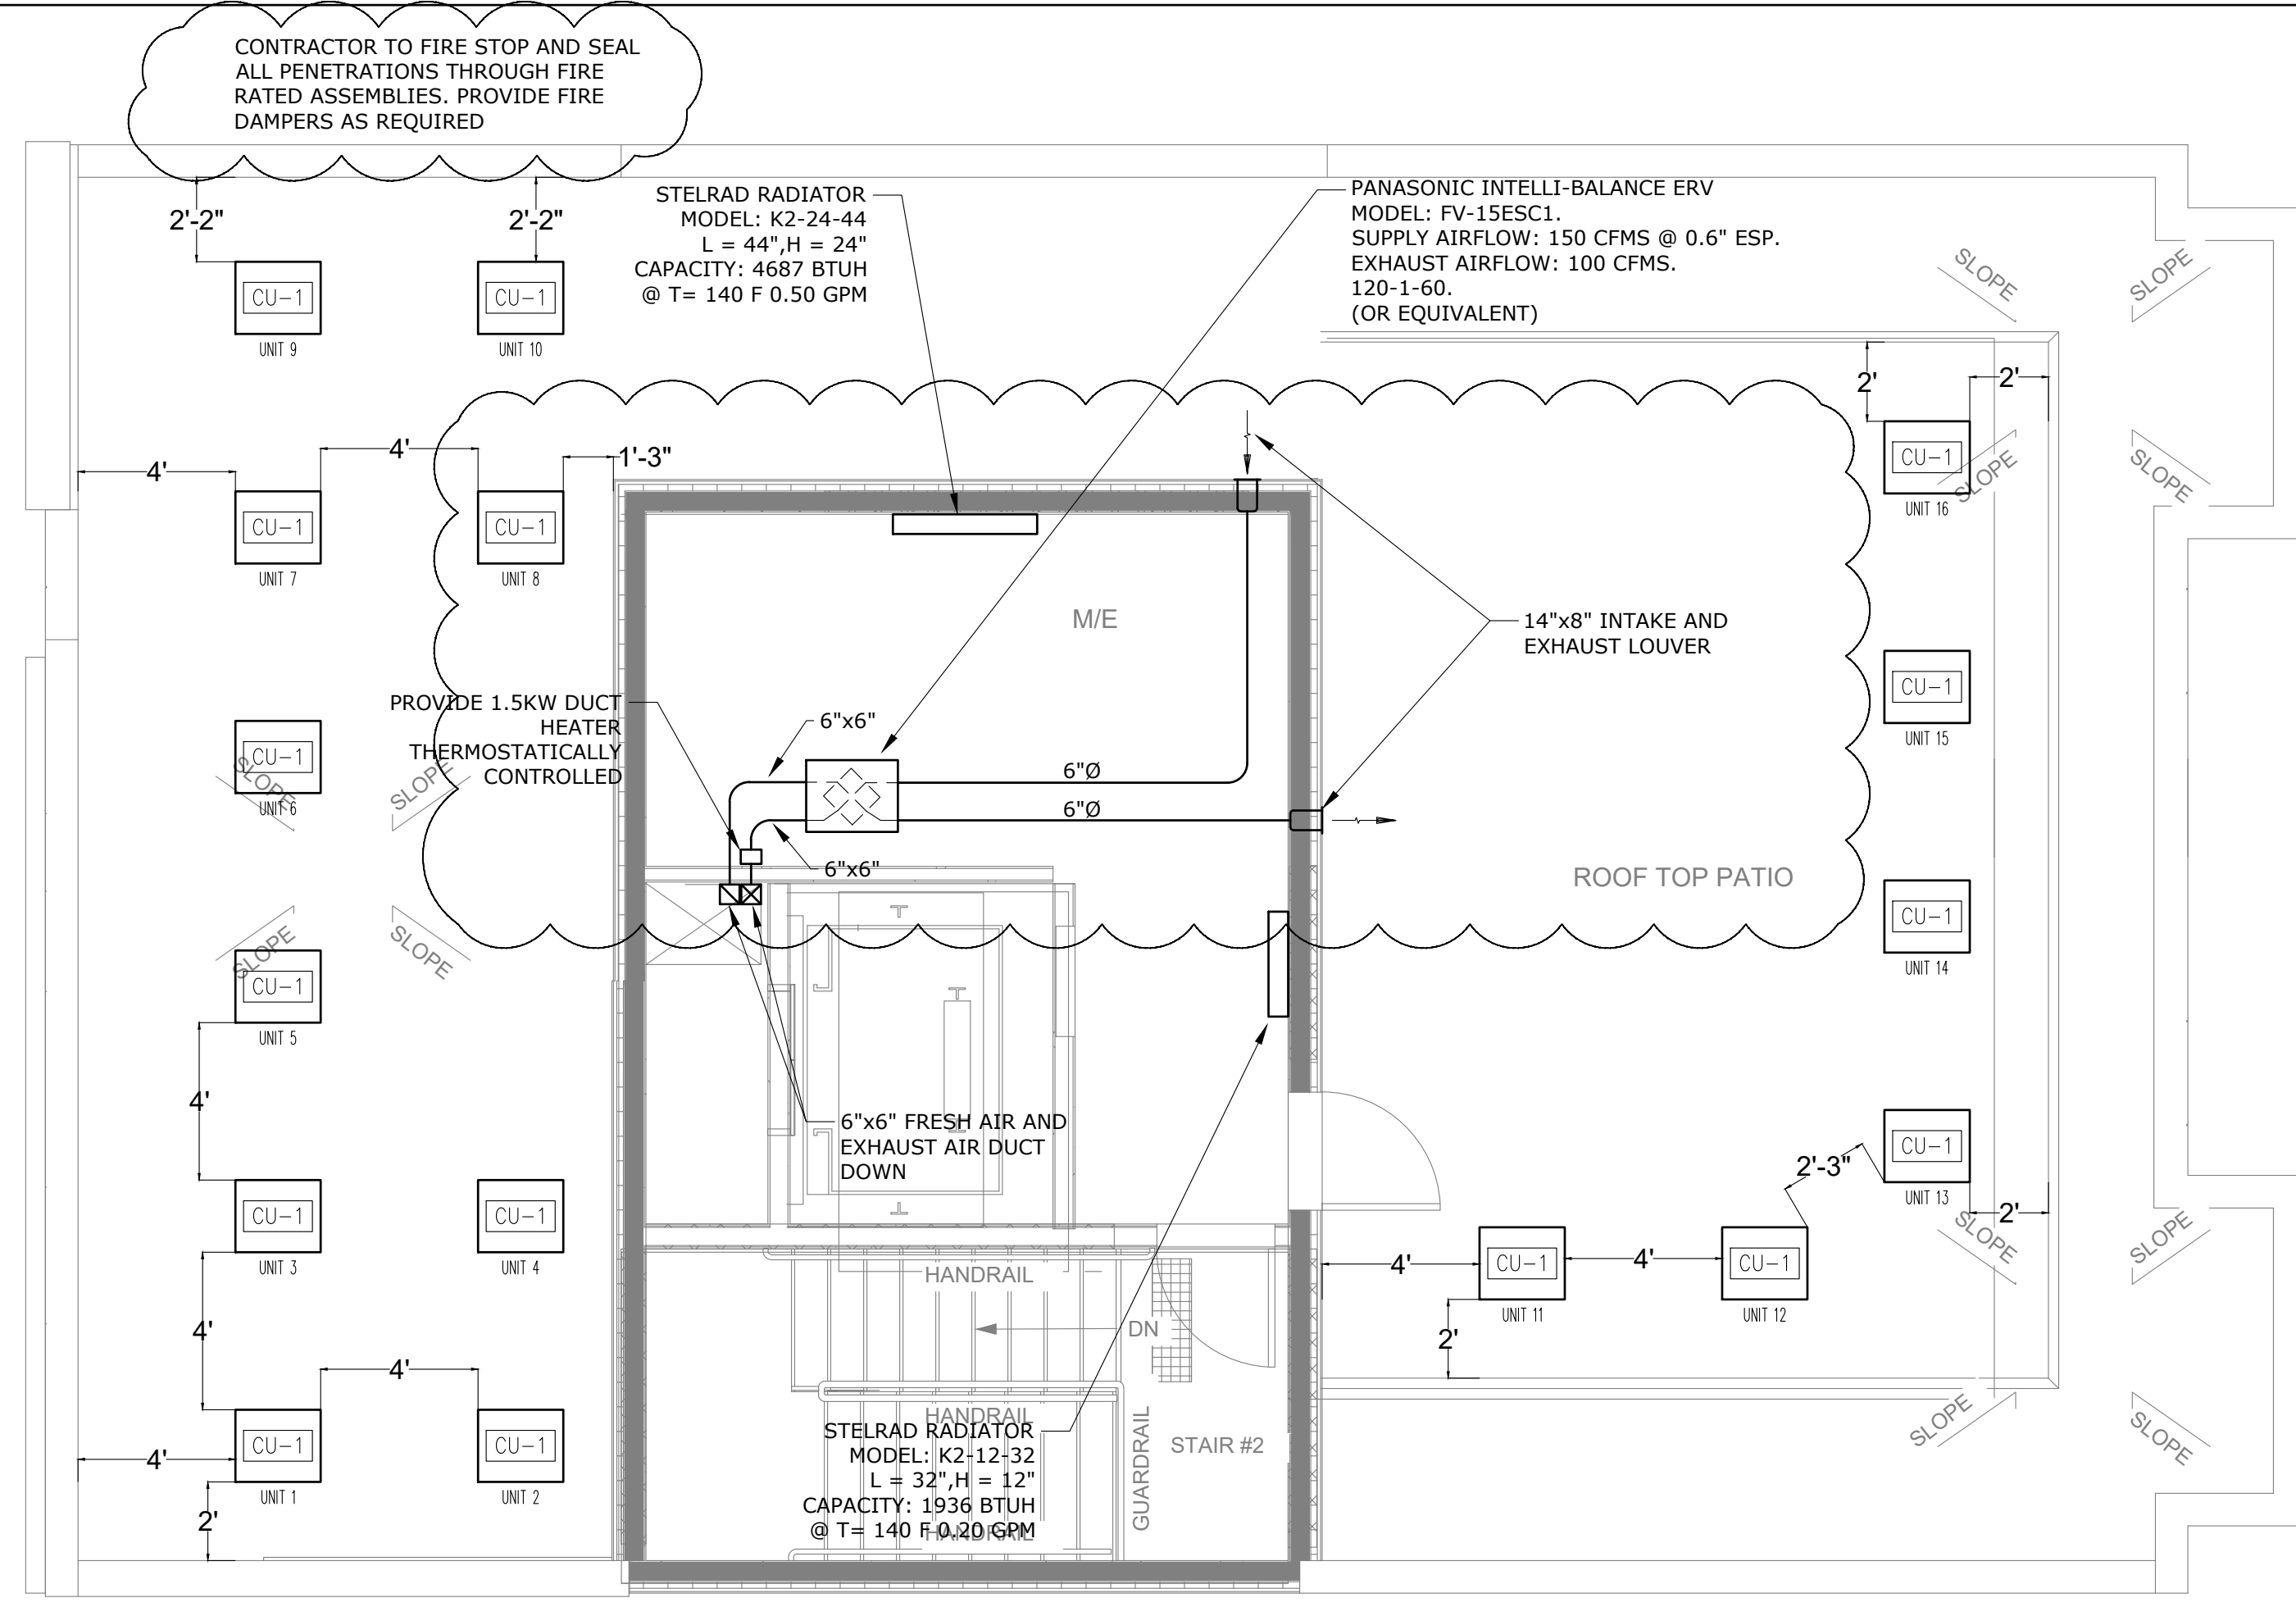 CONTRACTOR TO FIRE STOP AND SEAL
ALL PENETRATIONS THROUGH FIRE
RATED ASSEMBLIES. PROVIDE FIRE
DAMPERS AS REQUIRED
2'-2"
2'-2"
STELRAD RADIATOR
MODEL: K2-24-44
L = 44",H = 24"
CAPACITY: 4687 BTUH
@ T= 140 F 0.50 GPM
PANASONIC INTELLI-BALANCE ERV
MODEL: FV-15ESC1.
SUPPLY AIRFLOW: 150 CFMS @ 0.6" ESP.
EXHAUST AIRFLOW: 100 CFMS.
120-1-60.
(OR EQUIVALENT)
SLOPE
SLOPE
CU-1
UNIT 9
CU-1
UNIT 10
2'
2'
4'
4'
1'-3"
CU-1
UNIT 16
SLOPE
SLOPE
CU-1
UNIT 7
CU-1
UNIT 8
M/E
14"x8" INTAKE AND
EXHAUST LOUVER
CU-1
UNIT 15
PROVIDE 1.5KW DUCT
HEATER
THERMOSTATICALLY
CONTROLLED
6"x6"
6"Ø
6"Ø
6"x6"
CU-1
UNIT 6
SLOPE
SLOPE
ROOF TOP PATIO
CU-1
UNIT 14
SLOPE
SLOPE
CU-1
UNIT 5
4'
6"x6" FRESH AIR AND
EXHAUST AIR DUCT
DOWN
CU-1
UNIT 13
2'-3"
2'
CU-1
UNIT 3
CU-1
UNIT 4
SLOPE
SLOPE
4'
HANDRAIL
DN
4'
CU-1
UNIT 11
4'
CU-1
UNIT 12
2'
4'
HANDRAIL
STELRAD RADIATOR
MODEL: K2-12-32
L = 32",H = 12"
CAPACITY: 1936 BTUH
@ T= 140 F 0.20 GPM
HANDRAIL
GUARDRAIL
STAIR #2
SLOPE
SLOPE
4'
CU-1
UNIT 1
CU-1
UNIT 2
2'